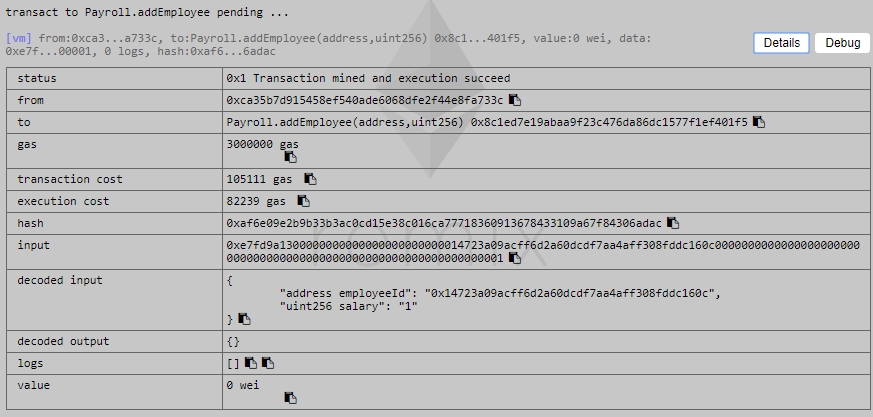 transact to Payroll.addEmployee pending ...
[vm] from:0xca3...a733c, to:Payroll.addEmployee(address,uint256) 0x8c1...401f5, value:0 wei, data:
0xe7f...00001, 0 logs, hash:0xaf6...6adac
Details Debug
status 0x1 Transaction mined and execution succeed
from 0xca35b7d915458ef540ade6068dfe2f44e8fa733c
to Payroll.addEmployee(address,uint256) 0x8c1ed7e19abaa9f23c476da86dc1577f1ef401f5
gas 3000000 gas
transaction cost 105111 gas
execution cost 82239 gas
hash 0xaf6e09e2b9b33b3ac0cd15e38c016ca77718360913678433109a67f84306adac
input 0xe7fd9a1300000000000000000000000014723a09acff6d2a60dcdf7aa4aff308fddc160c0000000000000000000000
000000000000000000000000000000000000000001
decoded input {
"address employeeId": "0x14723a09acff6d2a60dcdf7aa4aff308fddc160c",
"uint256 salary": "1"
}
decoded output {}
logs []
value 0 wei
remix